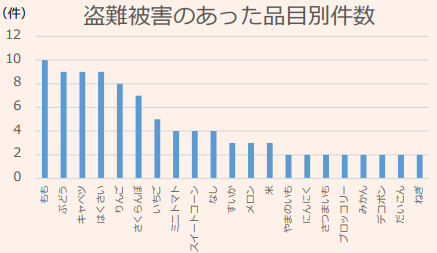 (件)
盗難被害のあった品目別件数
12
10
8
6
4
2
0
もも
ぶどう
キャベツ
はくさい
りんご
さくらんぼ
いちご
ミニトマト
スイートコーン
なし
すいか
メロン
米
やまのいも
にんにく
さつまいも
ブロッコリー
みかん
デコポン
だいこん
ねぎ